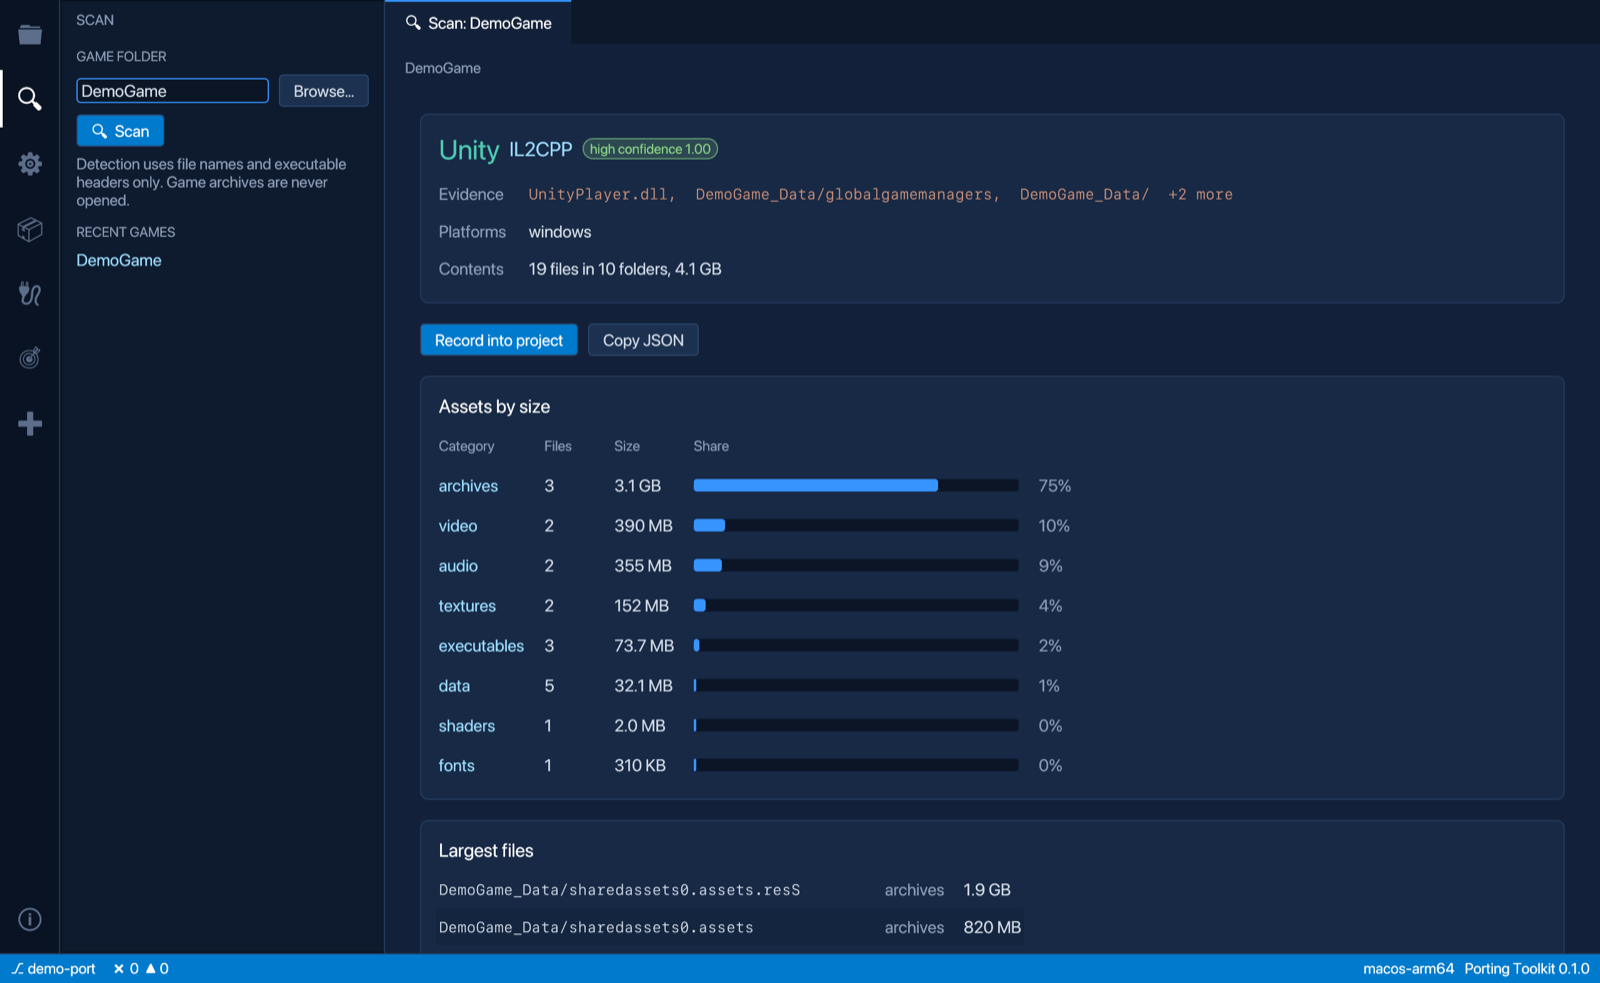 SCAN
GAME FOLDER
DemoGame
Browse...
Scan
Detection uses file names and executable
headers only. Game archives are never
opened.
RECENT GAMES
DemoGame
Scan: DemoGame
DemoGame
Unity IL2CPP high confidence 1.00
Evidence UnityPlayer.dll, DemoGame_Data/globalgamemanagers, DemoGame_Data/ +2 more
Platforms windows
Contents 19 files in 10 folders, 4.1 GB
Record into project Copy JSON
Assets by size
Category Files Size Share
archives 3 3.1 GB 75%
video 2 390 MB 10%
audio 2 355 MB 9%
textures 2 152 MB 4%
executables 3 73.7 MB 2%
data 5 32.1 MB 1%
shaders 1 2.0 MB 0%
fonts 1 310 KB 0%
Largest files
DemoGame_Data/sharedassets0.assets.resS archives 1.9 GB
DemoGame_Data/sharedassets0.assets archives 820 MB
demo-port 0 0 macos-arm64 Porting Toolkit 0.1.0